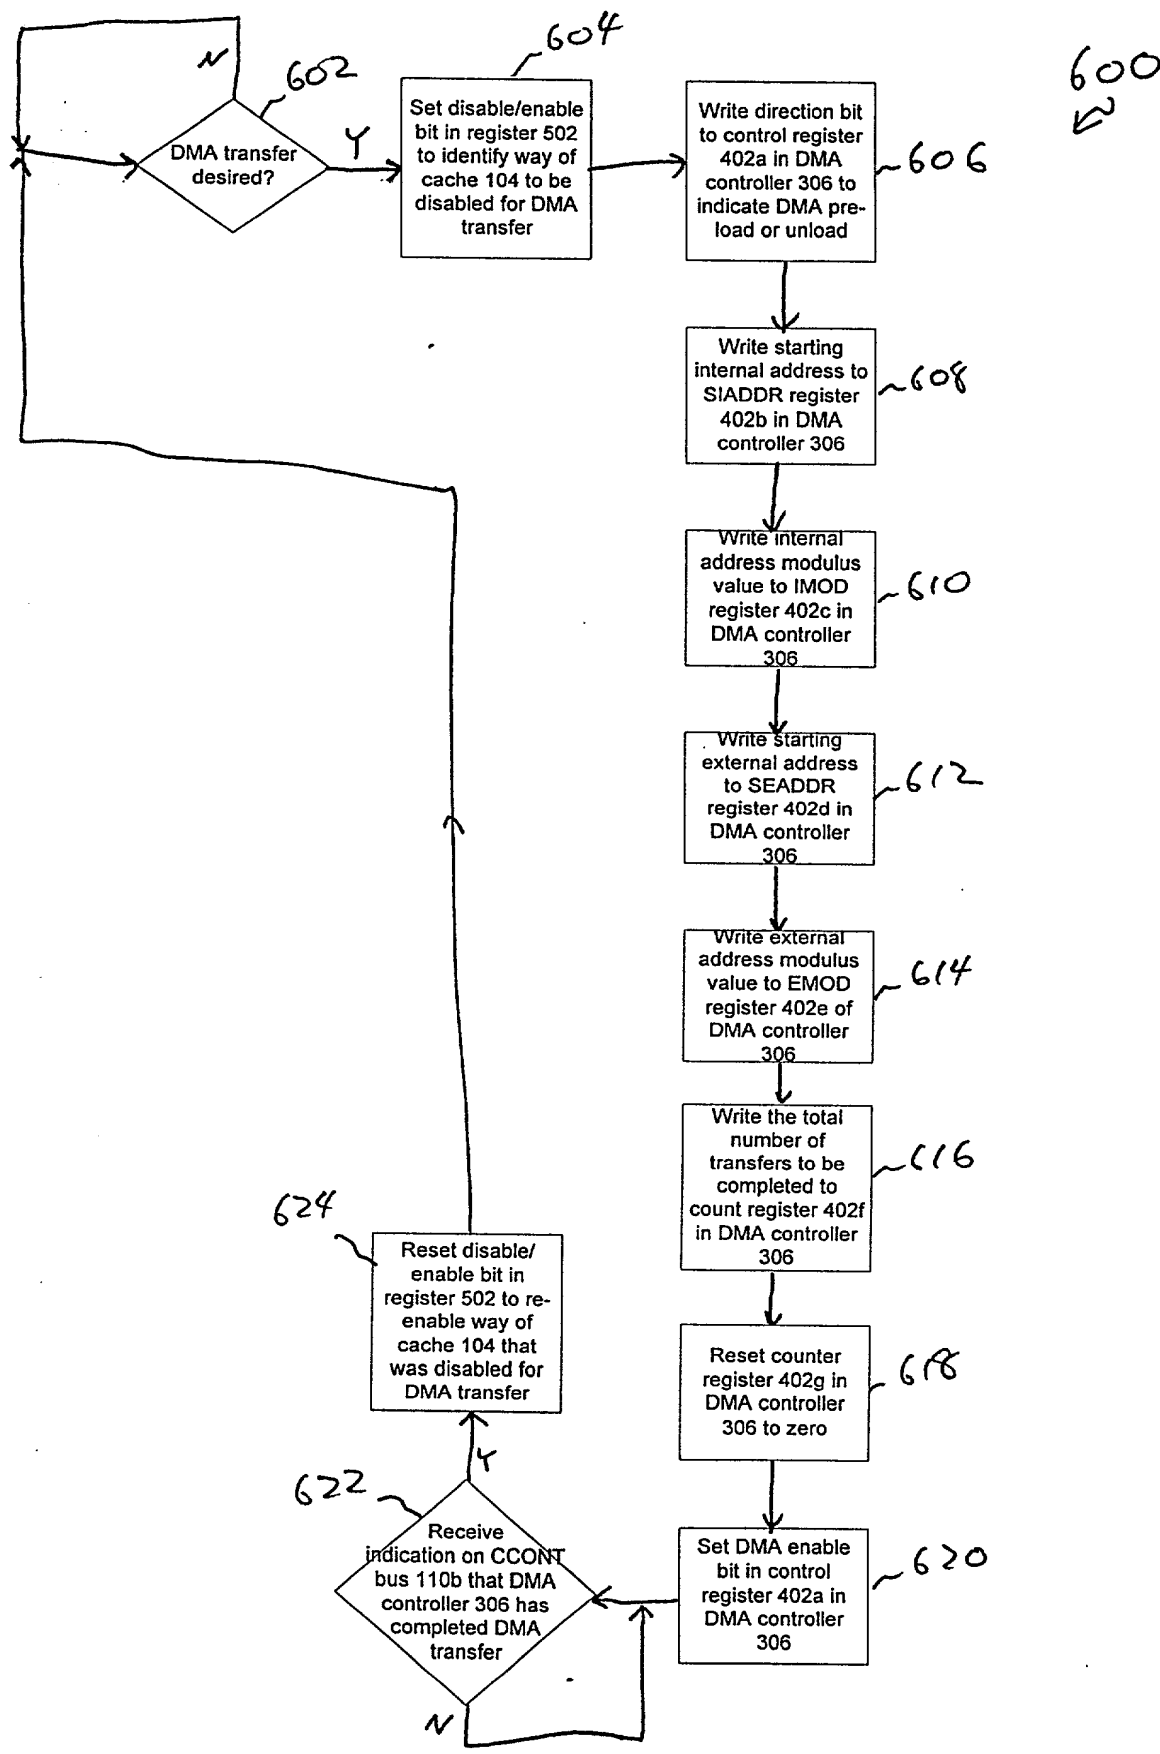 600
N
602
DMA transfer
desired?
Y
604
Set disable/enable
bit in register 502
to identify way of
cache 104 to be
disabled for DMA
transfer
Write direction bit
to control register
402a in DMA
controller 306 to
indicate DMA pre-
load or unload
606
Write starting
internal address to
SIADDR register
402b in DMA
controller 306
608
Write internal
address modulus
value to IMOD
register 402c in
DMA controller
306
610
Write starting
external address
to SEADDR
register 402d in
DMA controller
306
612
Write external
address modulus
value to EMOD
register 402e of
DMA controller
306
614
Write the total
number of
transfers to be
completed to
count register 402f
in DMA controller
306
616
Reset counter
register 402g in
DMA controller
306 to zero
618
Set DMA enable
bit in control
register 402a in
DMA controller
306
620
622
Receive
indication on CCONT
bus 110b that DMA
controller 306 has
completed DMA
transfer
N
Y
624
Reset disable/
enable bit in
register 502 to re-
enable way of
cache 104 that
was disabled for
DMA transfer